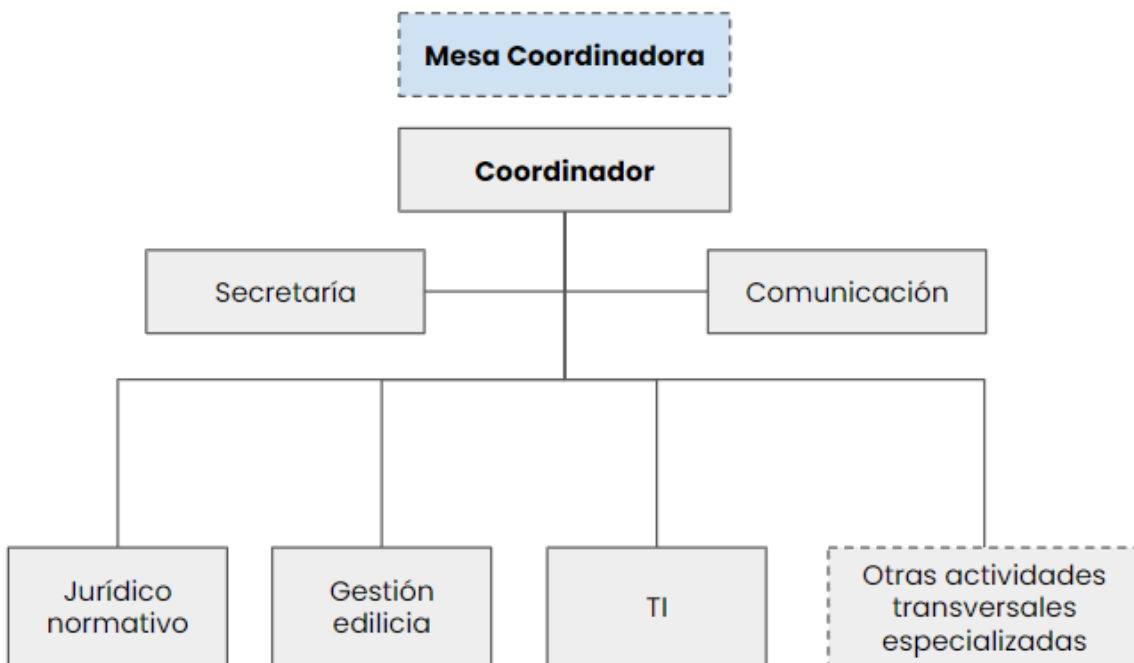 Mesa Coordinadora
Coordinador
Secretaría
Comunicación
Jurídico
normativo
Gestión
edilicia
TI
Otras actividades
transversales
especializadas